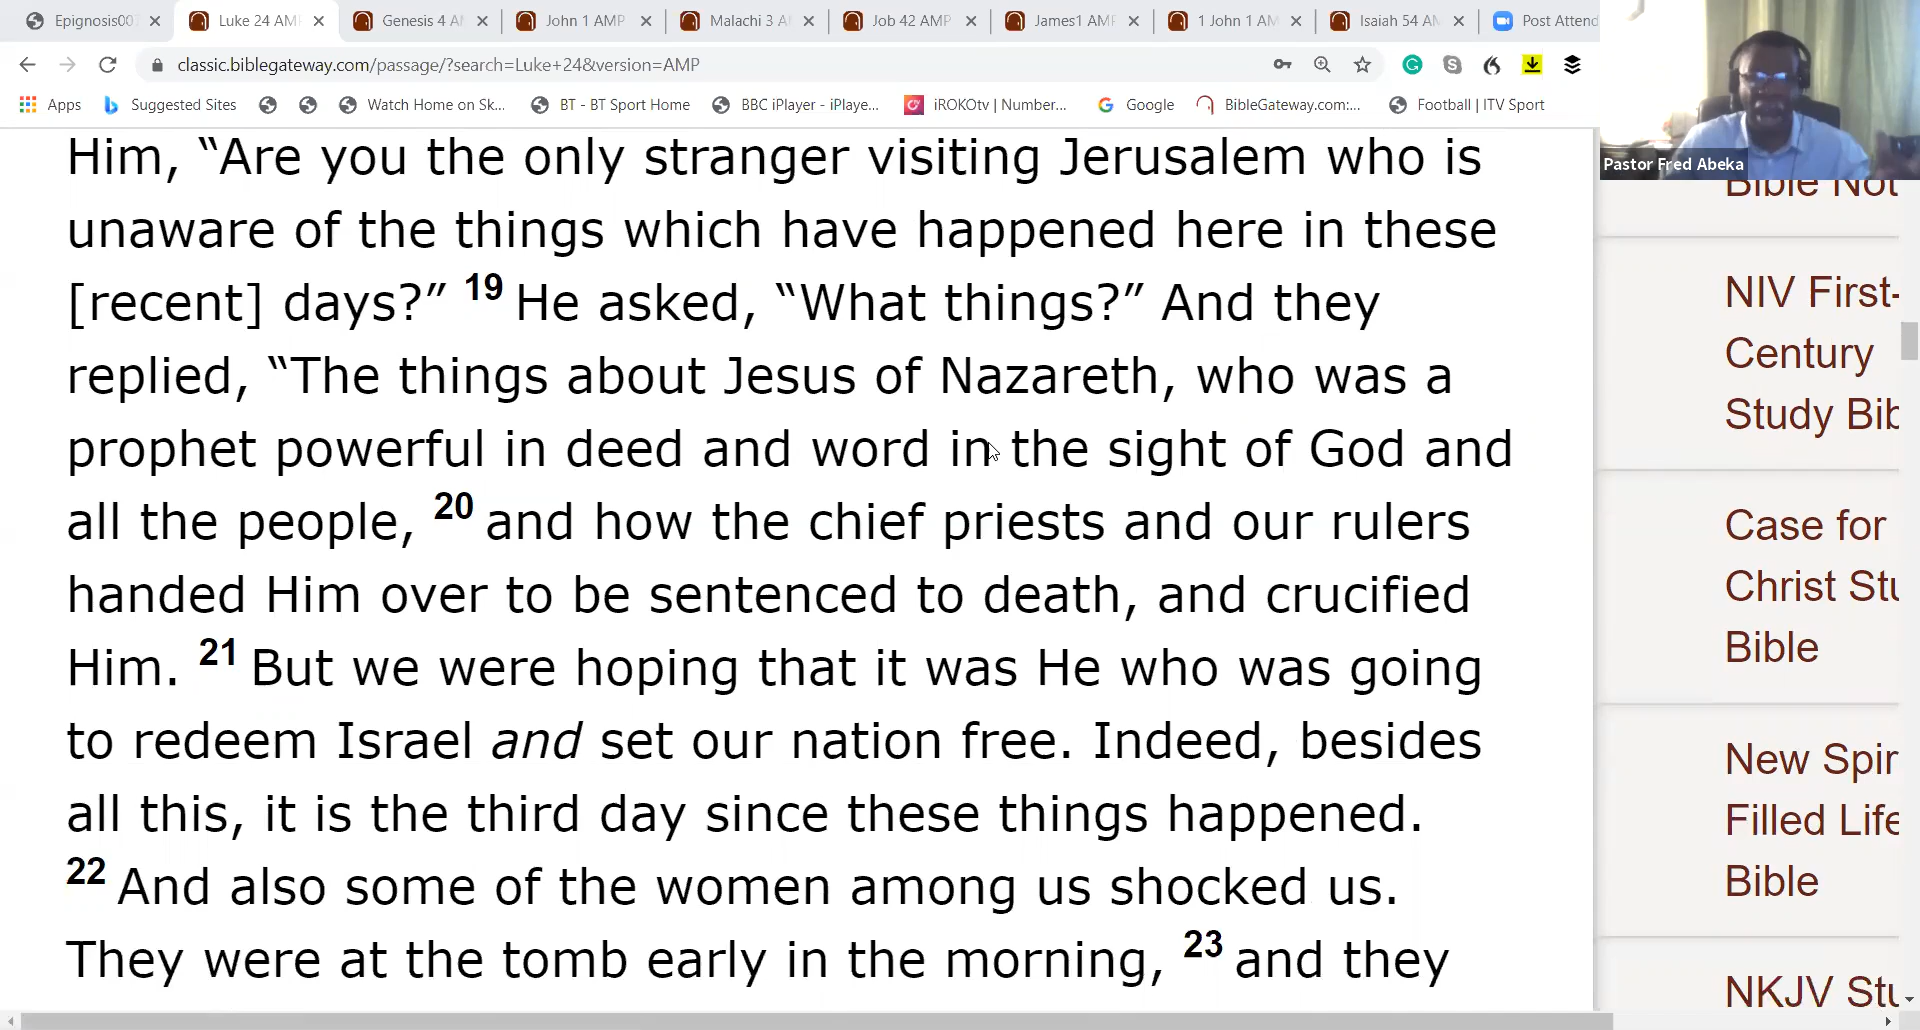 Epignosis00
Luke 24 AM
Genesis 4 A
John 1 AMP
Malachi 3 A
Job 42 AMP
James1 AMP
1 John 1 AM
Isaiah 54 AM
Post Attend
classic.biblegateway.com/passage/?search=Luke+24&version=AMP
Apps
Suggested Sites
Watch Home on Sk...
BT - BT Sport Home
BBC iPlayer - iPlaye...
iROKOtv | Number...
Google
BibleGateway.com:...
Football | ITV Sport
Pastor Fred Abeka
Him, “Are you the only stranger visiting Jerusalem who is
unaware of the things which have happened here in these
[recent] days?” 19 He asked, “What things?” And they
replied, “The things about Jesus of Nazareth, who was a
prophet powerful in deed and word in the sight of God and
all the people, 20 and how the chief priests and our rulers
handed Him over to be sentenced to death, and crucified
Him. 21 But we were hoping that it was He who was going
to redeem Israel and set our nation free. Indeed, besides
all this, it is the third day since these things happened.
22 And also some of the women among us shocked us.
They were at the tomb early in the morning, 23 and they
Bible Not
NIV First-
Century
Study Bib
Case for
Christ Stu
Bible
New Spir
Filled Life
Bible
NKJV Stu